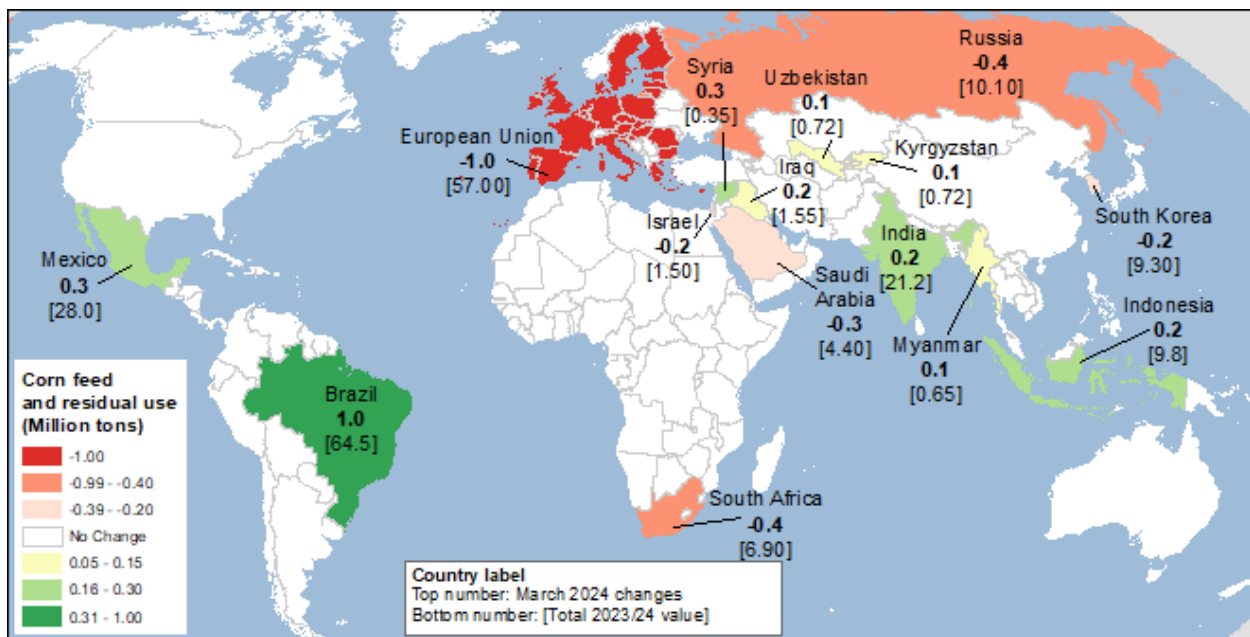 Russia
-0.4
[10.10]
Syria
0.3
[0.35]
Uzbekistan
0.1
[0.72]
European Union
-1.0
[57.00]
Kyrgyzstan
0.1
[0.72]
Iraq
0.2
[1.55]
Israel
-0.2
[1.50]
India
0.2
[21.2]
South Korea
-0.2
[9.30]
Mexico
0.3
[28.0]
Saudi
Arabia
-0.3
[4.40]
Myanmar
0.1
[0.65]
Indonesia
0.2
[9.8]
Brazil
1.0
[64.5]
South Africa
-0.4
[6.90]
Corn feed
and residual use
(Million tons)
-1.00
-0.99 - -0.40
-0.39 - -0.20
No Change
0.05 - 0.15
0.16 - 0.30
0.31 - 1.00
Country label
Top number: March 2024 changes
Bottom number: [Total 2023/24 value]